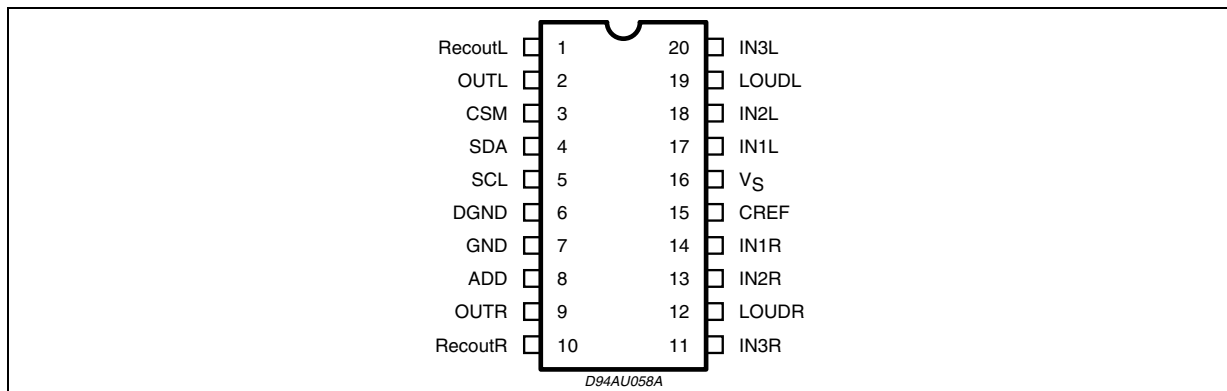 RecoutL 1 20 IN3L
OUTL 2 19 LOUDL
CSM 3 18 IN2L
SDA 4 17 IN1L
SCL 5 16 VS
DGND 6 15 CREF
GND 7 14 IN1R
ADD 8 13 IN2R
OUTR 9 12 LOUDR
RecoutR 10 11 IN3R
D94AU058A